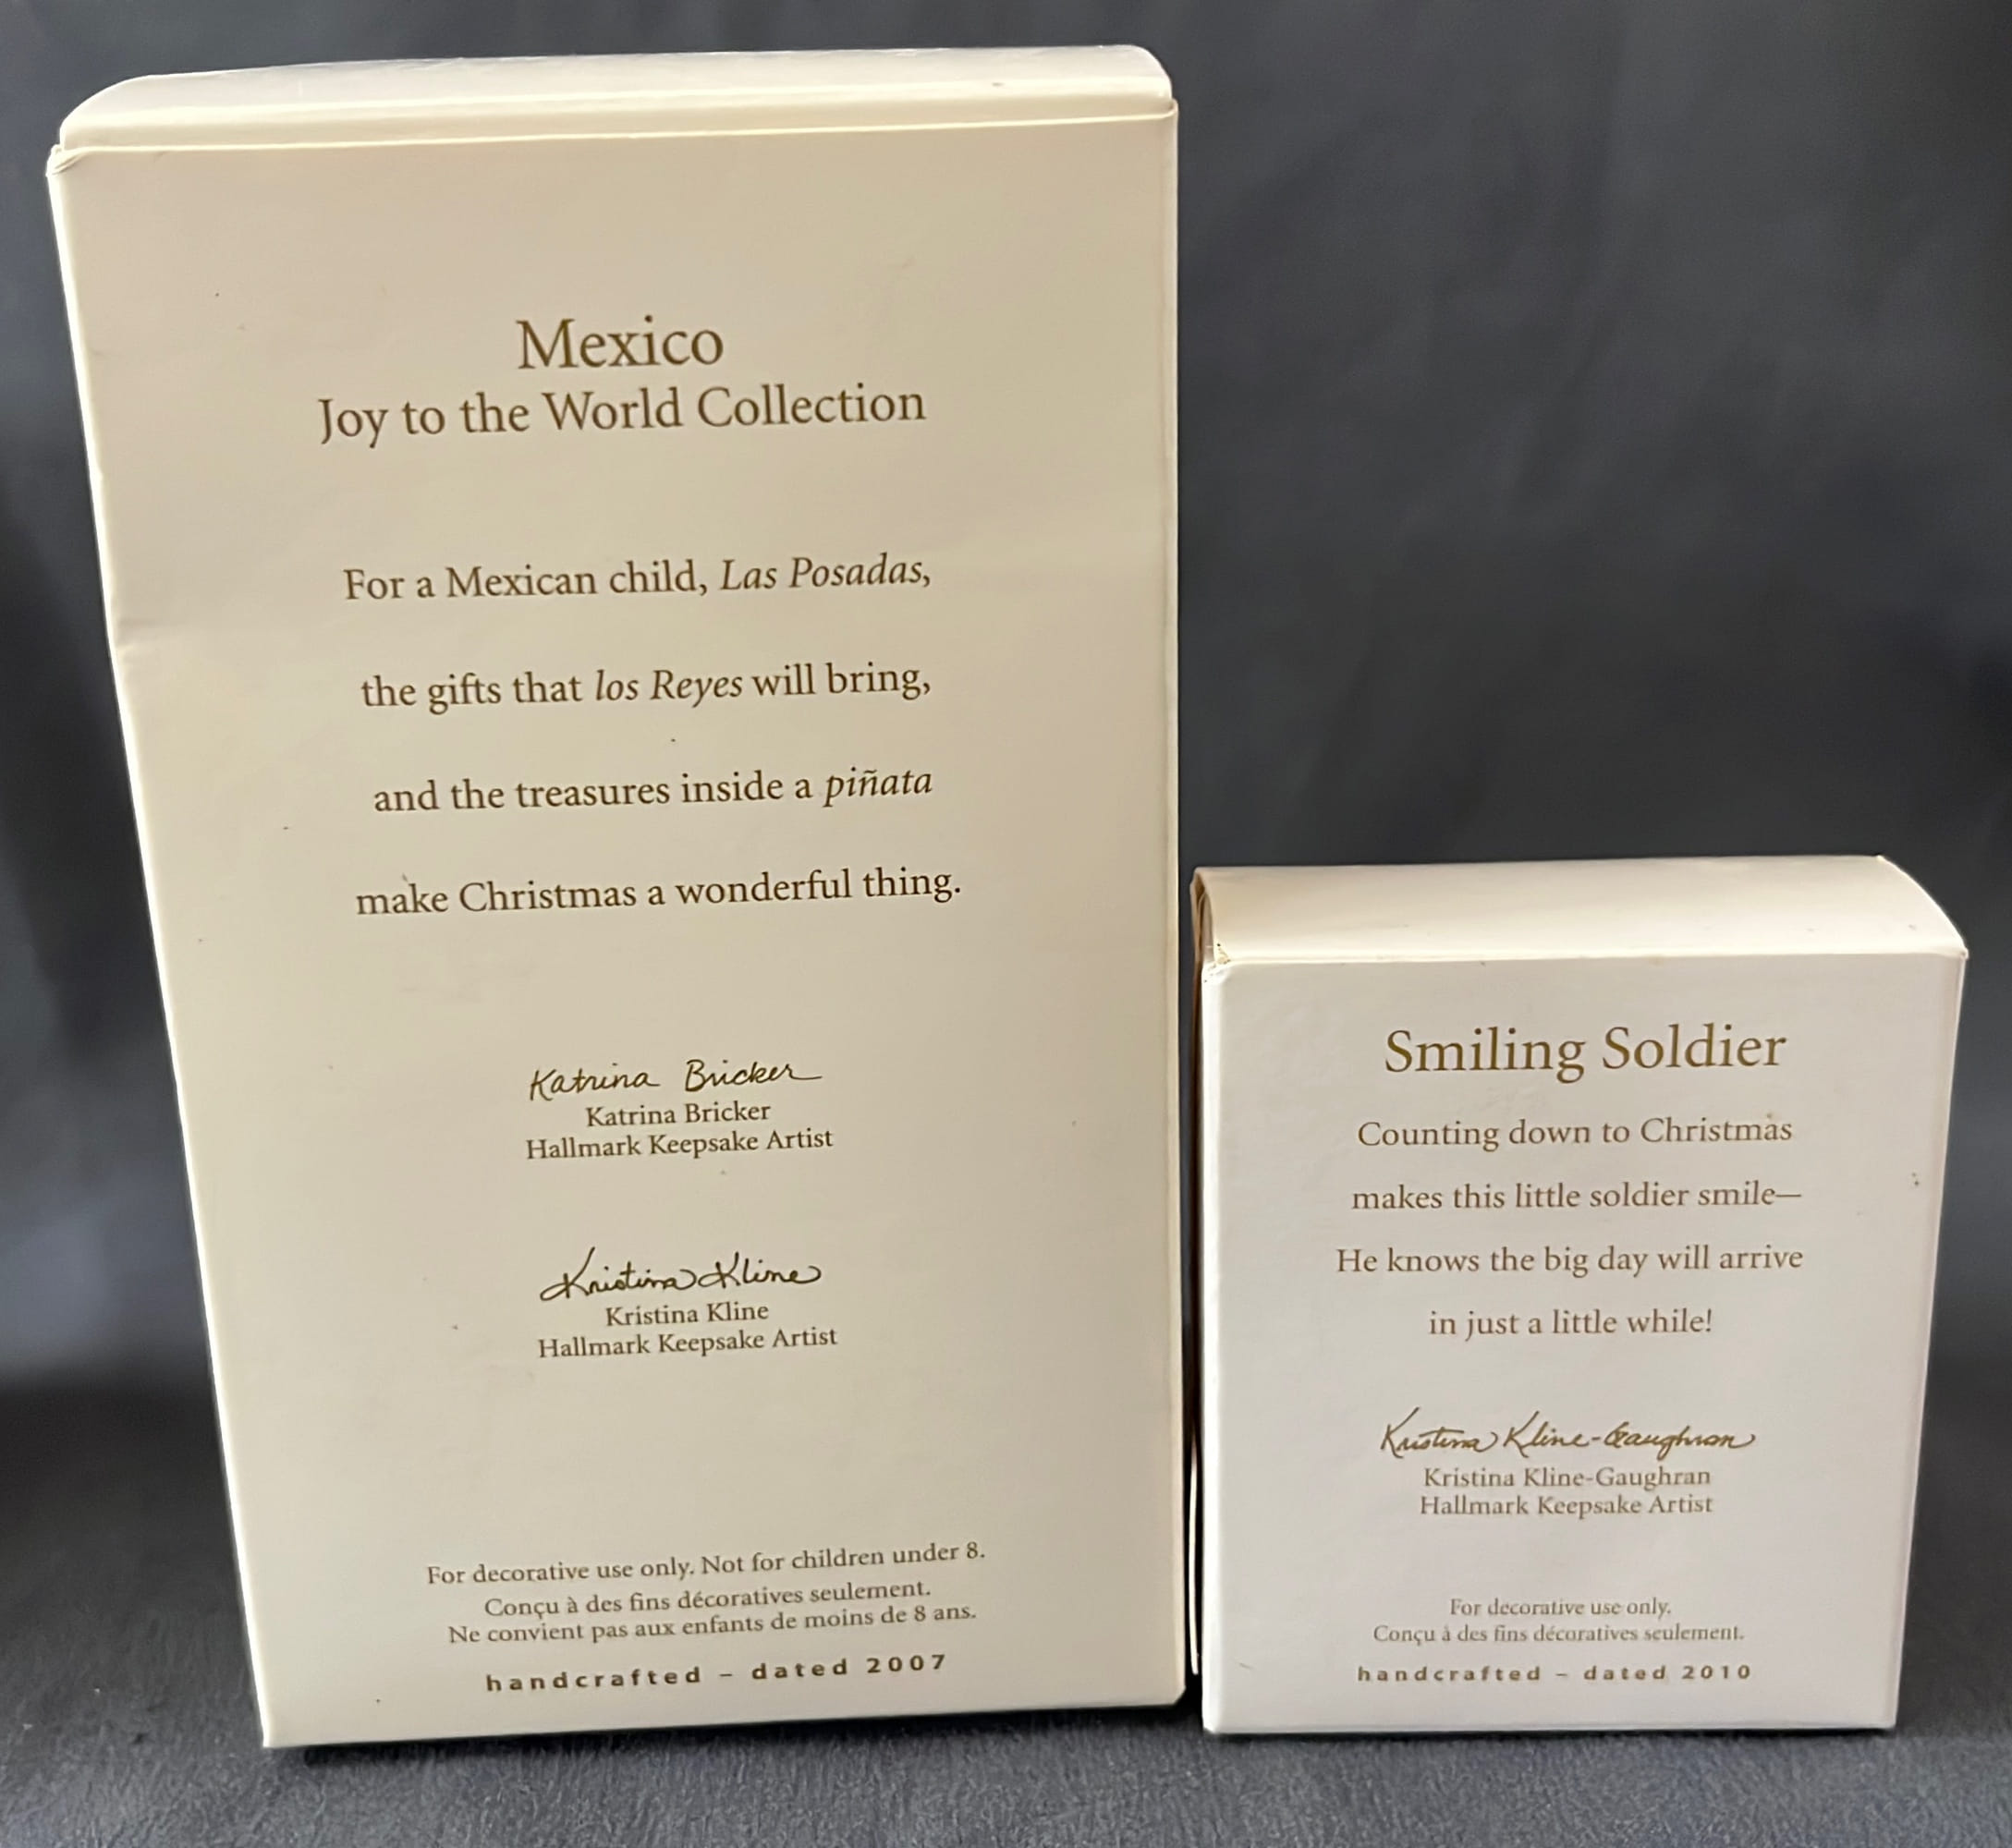 Mexico
Joy to the World Collection
For a Mexican child, Las Posadas,
the gifts that los Reyes will bring,
and the treasures inside a piñata
make Christmas a wonderful thing.
Katrina Bricker
Katrina Bricker
Hallmark Keepsake Artist
Kristina Kline
Kristina Kline
Hallmark Keepsake Artist
For decorative use only. Not for children under 8.
Conçu à des fins décoratives seulement.
Ne convient pas aux enfants de moins de 8 ans.
handcrafted – dated 2007
Smiling Soldier
Counting down to Christmas
makes this little soldier smile—
He knows the big day will arrive
in just a little while!
Kristina Kline-Gaughran
Kristina Kline-Gaughran
Hallmark Keepsake Artist
For decorative use only.
Conçu à des fins décoratives seulement.
handcrafted – dated 2010